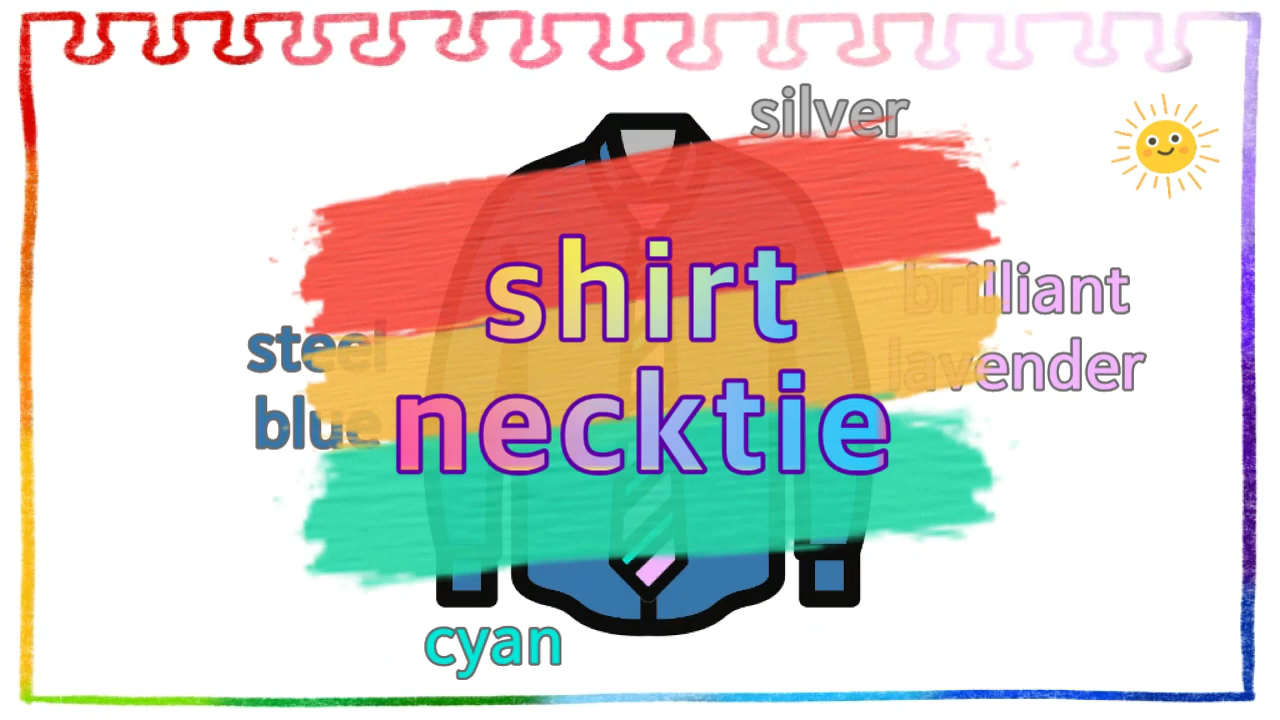 silver
shirt
necktie
brilliant
lavender
steel
blue
cyan